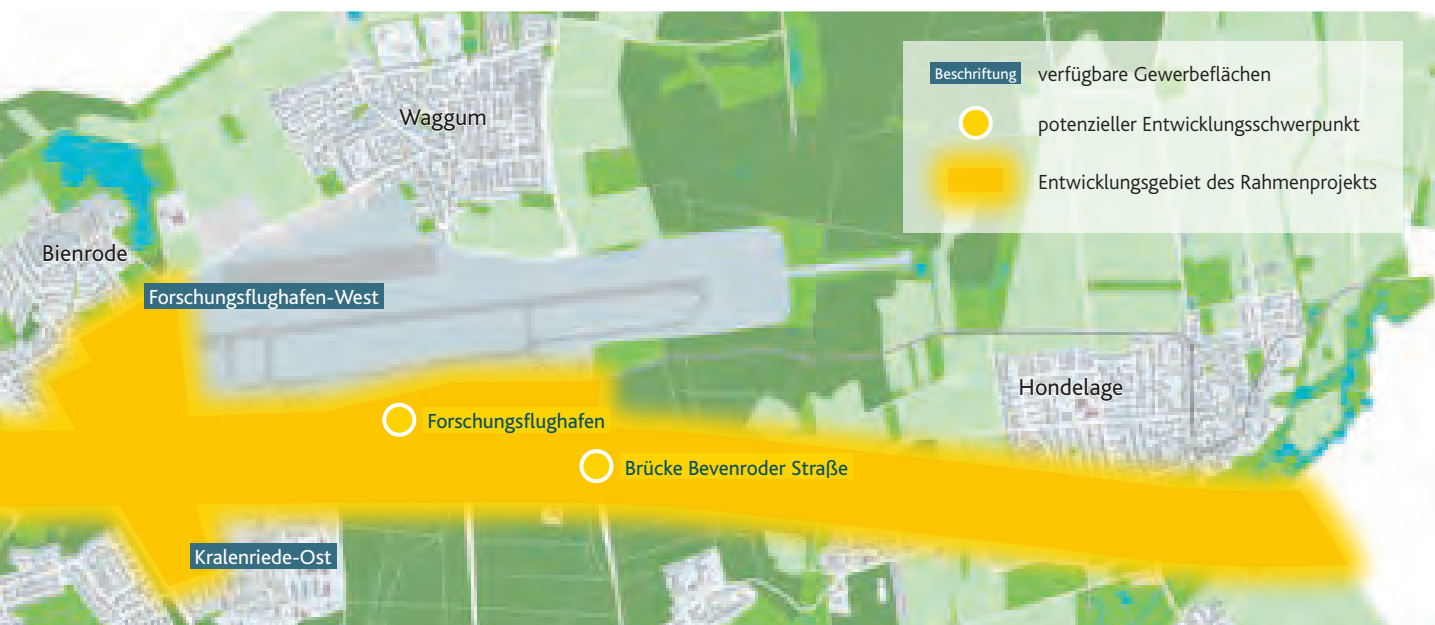 Beschriftung verfügbare Gewerbeflächen
Waggum
potenzieller Entwicklungsschwerpunkt
Entwicklungsgebiet des Rahmenprojekts
Bienrode
Forschungsflughafen-West
Hondelage
Forschungsflughafen
Brücke Bevenroder Straße
Kralenriede-Ost